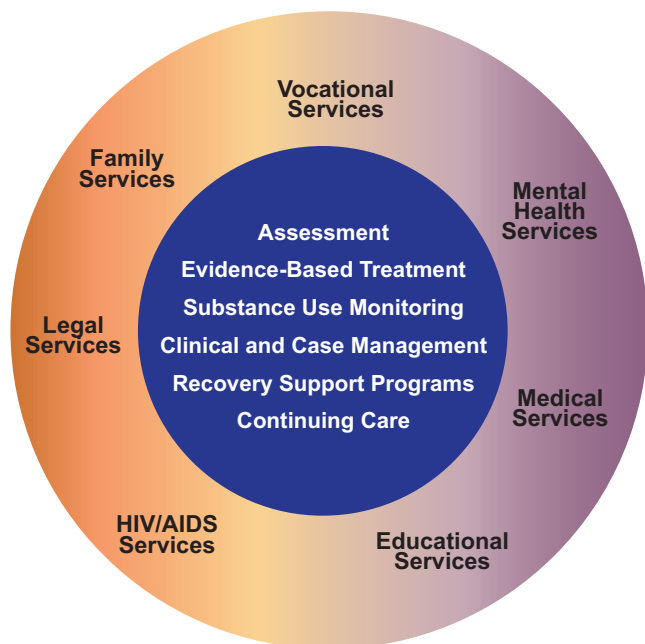 Vocational
Services
Family
Services
Mental
Health
Services
Assessment
Evidence-Based Treatment
Substance Use Monitoring
Clinical and Case Management
Recovery Support Programs
Continuing Care
Legal
Services
Medical
Services
HIV/AIDS
Services
Educational
Services